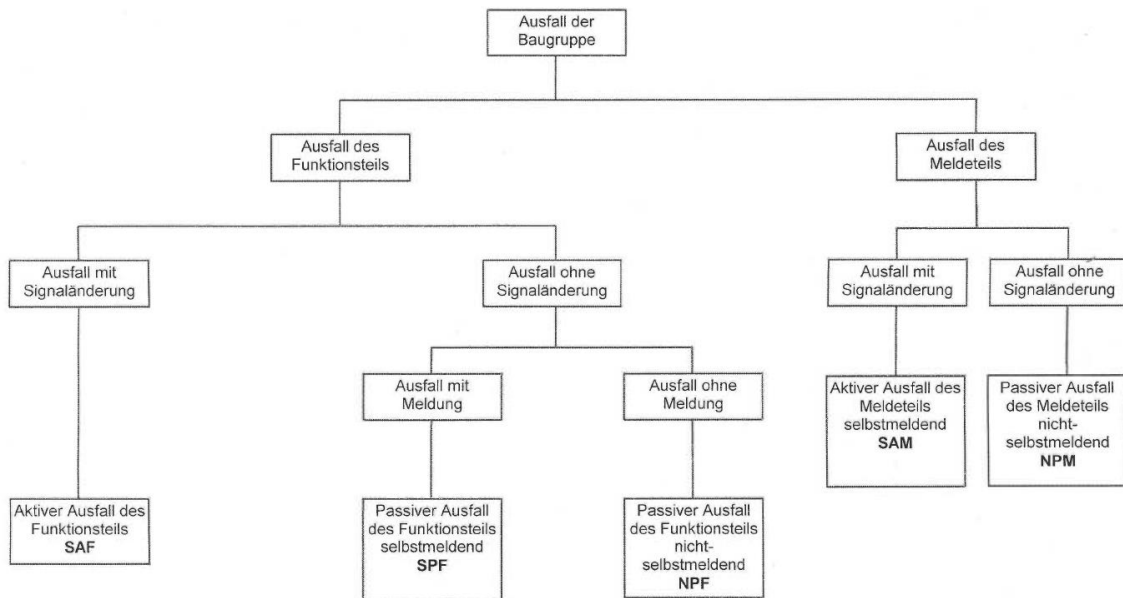 Ausfall der
Baugruppe
Ausfall des
Funktionsteils
Ausfall des
Meldeteils
Ausfall mit
Signaländerung
Ausfall ohne
Signaländerung
Ausfall mit
Signaländerung
Ausfall ohne
Signaländerung
Ausfall mit
Meldung
Ausfall ohne
Meldung
Aktiver Ausfall des
Meldeteils
selbstmeldend
SAM
Passiver Ausfall
des Meldeteils
nicht-
selbstmeldend
NPM
Aktiver Ausfall des
Funktionsteils
SAF
Passiver Ausfall
des Funktionsteils
selbstmeldend
SPF
Passiver Ausfall
des Funktionsteils
nicht-
selbstmeldend
NPF